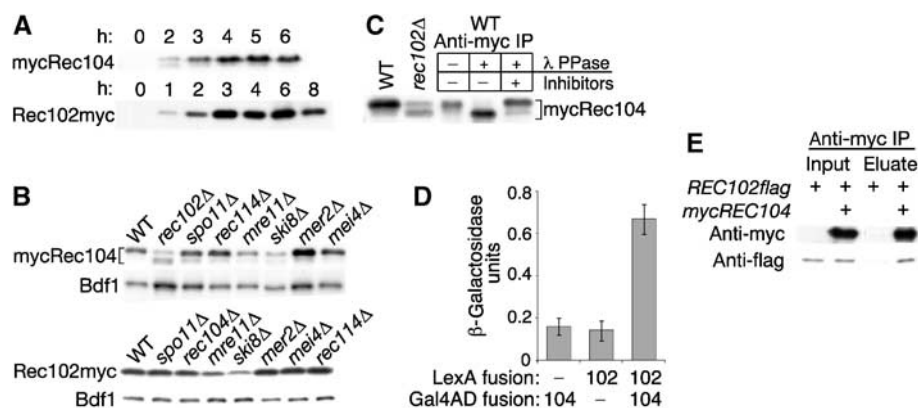 A
h: 0 2 3 4 5 6
mycRec104
0 1 2 3 4 6 8
Rec102myc
B
WT rec102Δ spo11Δ rec114Δ mre11Δ ski8Δ mer2Δ mei4Δ
mycRec104
Bdf1
WT spo11Δ rec104Δ mre11Δ ski8Δ mer2Δ mei4Δ rec114Δ
Rec102myc
Bdf1
C
WT
Anti-myc IP
WT rec102Δ − + + λ PPase
− − + Inhibitors
mycRec104
D
β-Galactosidase
units
0.8
0.6
0.4
0.2
0.0
LexA fusion: − 102 102
Gal4AD fusion: 104 − 104
E
Anti-myc IP
Input Eluate
REC102flag + + + +
mycREC104 + +
Anti-myc
Anti-flag